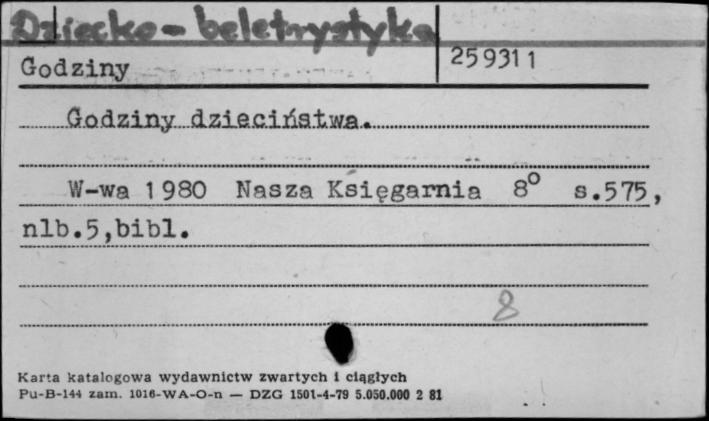 Dziecko - beletrystyka
Godziny 259311
Godziny dzieciństwa.
W-wa 1980 Nasza Księgarnia 8° s.575,
nlb.5,bibl.
8
Karta katalogowa wydawnictw zwartych i ciągłych
Pu-B-144 zam. 1016-WA-O-n — DZG 1501-4-79 5.050.000 2 81